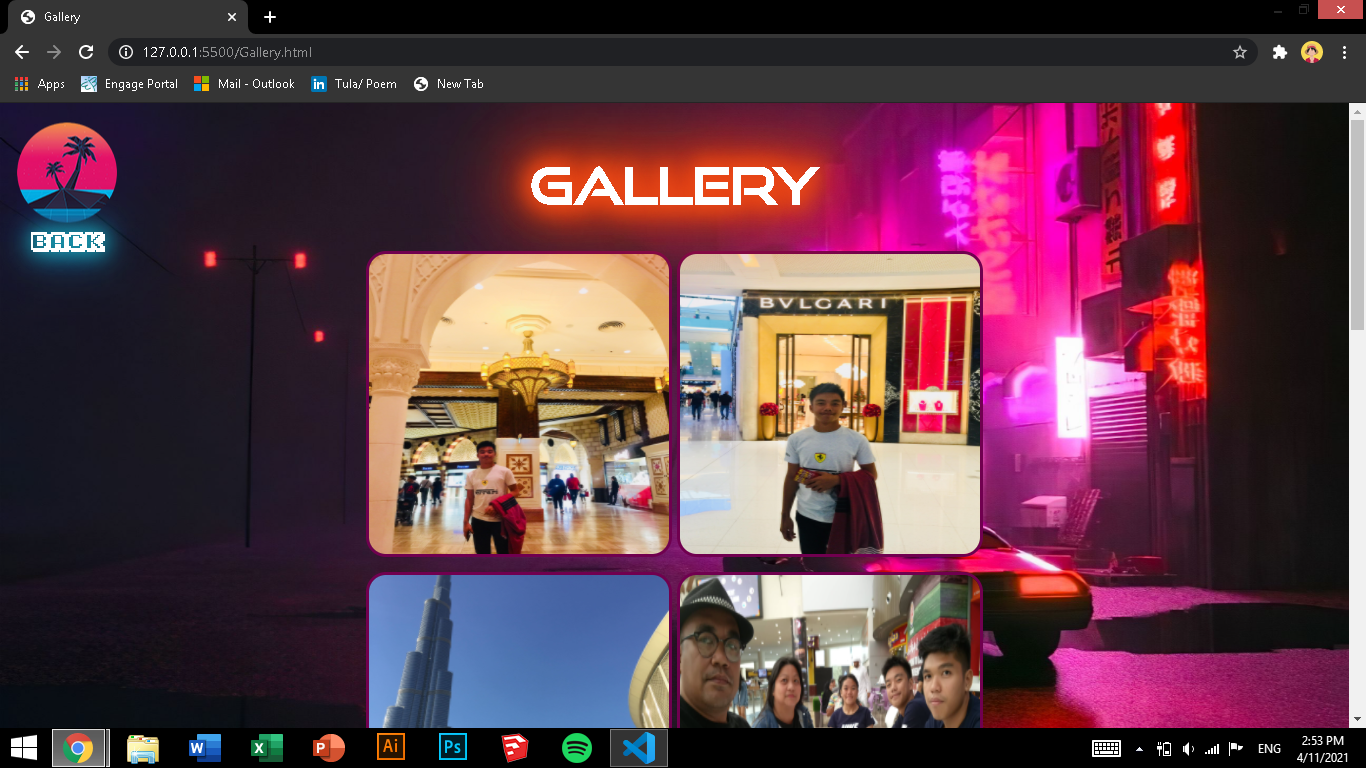 Gallery
127.0.0.1:5500/Gallery.html
Apps
Engage Portal
Mail - Outlook
Tula/ Poem
New Tab
GALLERY
BACK
BVLGARI
Ai
Ps
ENG
2:53 PM
4/11/2021